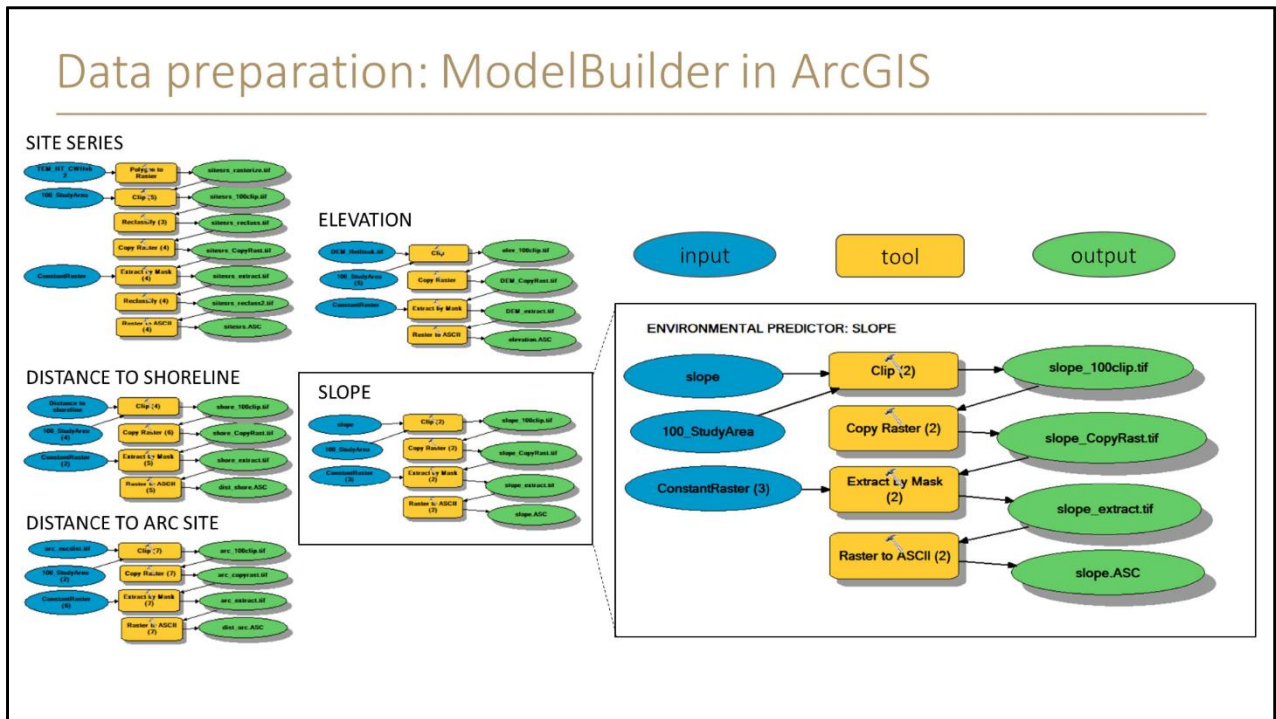 Data preparation: ModelBuilder in ArcGIS
SITE SERIES
Polygon to
Raster
sitesrs_rasterize.tif
100_StudyArea
Clip (5)
sitesrs_100clip.tif
Reclassify (3)
sitesrs_reclass.tif
Copy Raster (4)
sitesrs_CopyRast.tif
ConstantRaster
Extract by Mask
(4)
sitesrs_extract.tif
Reclassify (4)
sitesrs_reclass2.tif
Raster to ASCII
(4)
sitesrs.ASC
DISTANCE TO SHORELINE
Distance to
shoreline
Clip (4)
shore_100clip.tif
100_StudyArea
(4)
Copy Raster (6)
shore_CopyRast.tif
ConstantRaster
(2)
Extract by Mask
(5)
shore_extract.tif
Raster to ASCII
(5)
dist_shore.ASC
DISTANCE TO ARC SITE
Clip (7)
arc_100clip.tif
100_StudyArea
(2)
Copy Raster (7)
arc_copyrast.tif
ConstantRaster
(6)
Extract by Mask
(7)
arc_extract.tif
Raster to ASCII
(7)
dist_arc.ASC
ELEVATION
Clip
elev_100clip.tif
100_StudyArea
(5)
Copy Raster
DEM_CopyRast.tif
ConstantRaster
Extract by Mask
DEM_extract.tif
Raster to ASCII
elevation.ASC
SLOPE
slope
Clip (2)
slope_100clip.tif
100_StudyArea
Copy Raster (2)
slope_CopyRast.tif
ConstantRaster
(3)
Extract by Mask
(2)
slope_extract.tif
Raster to ASCII
(2)
slope.ASC
input
tool
output
ENVIRONMENTAL PREDICTOR: SLOPE
slope
Clip (2)
slope_100clip.tif
100_StudyArea
Copy Raster (2)
slope_CopyRast.tif
ConstantRaster (3)
Extract by Mask
(2)
slope_extract.tif
Raster to ASCII (2)
slope.ASC